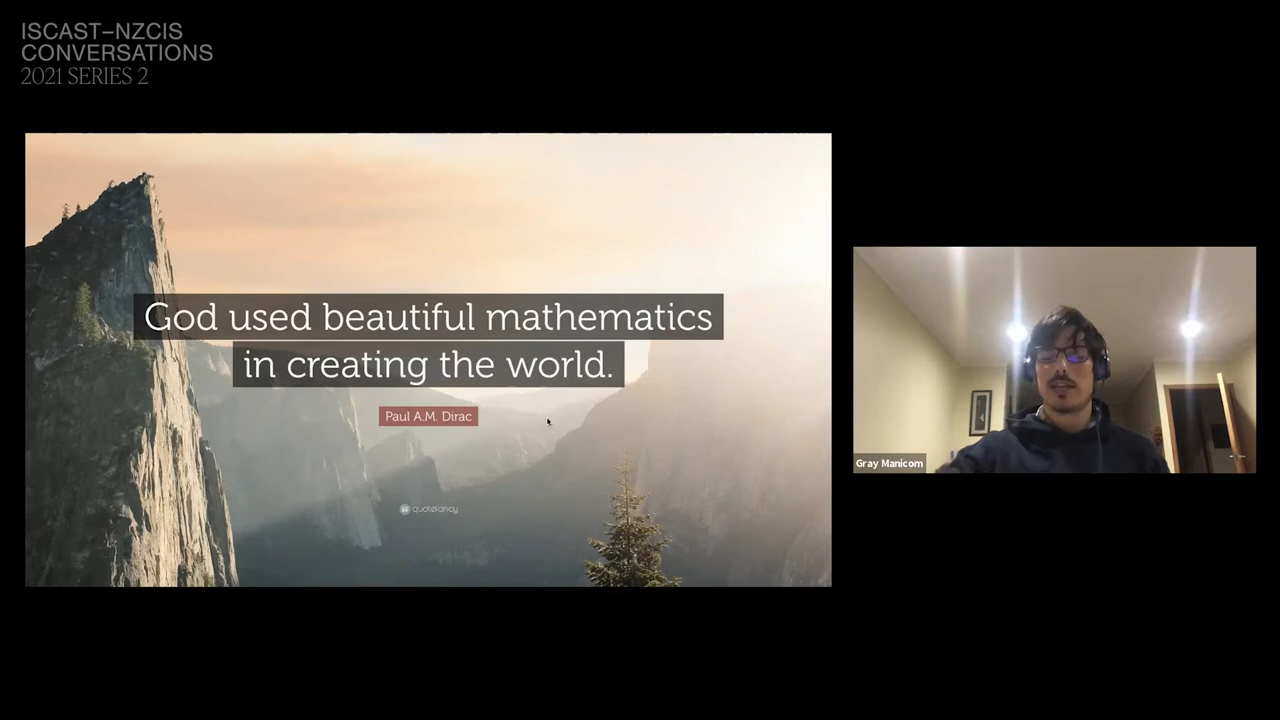 ISCAST–NZCIS
CONVERSATIONS
2021 SERIES 2
God used beautiful mathematics
in creating the world.
Paul A.M. Dirac
quotefancy
Gray Manicom